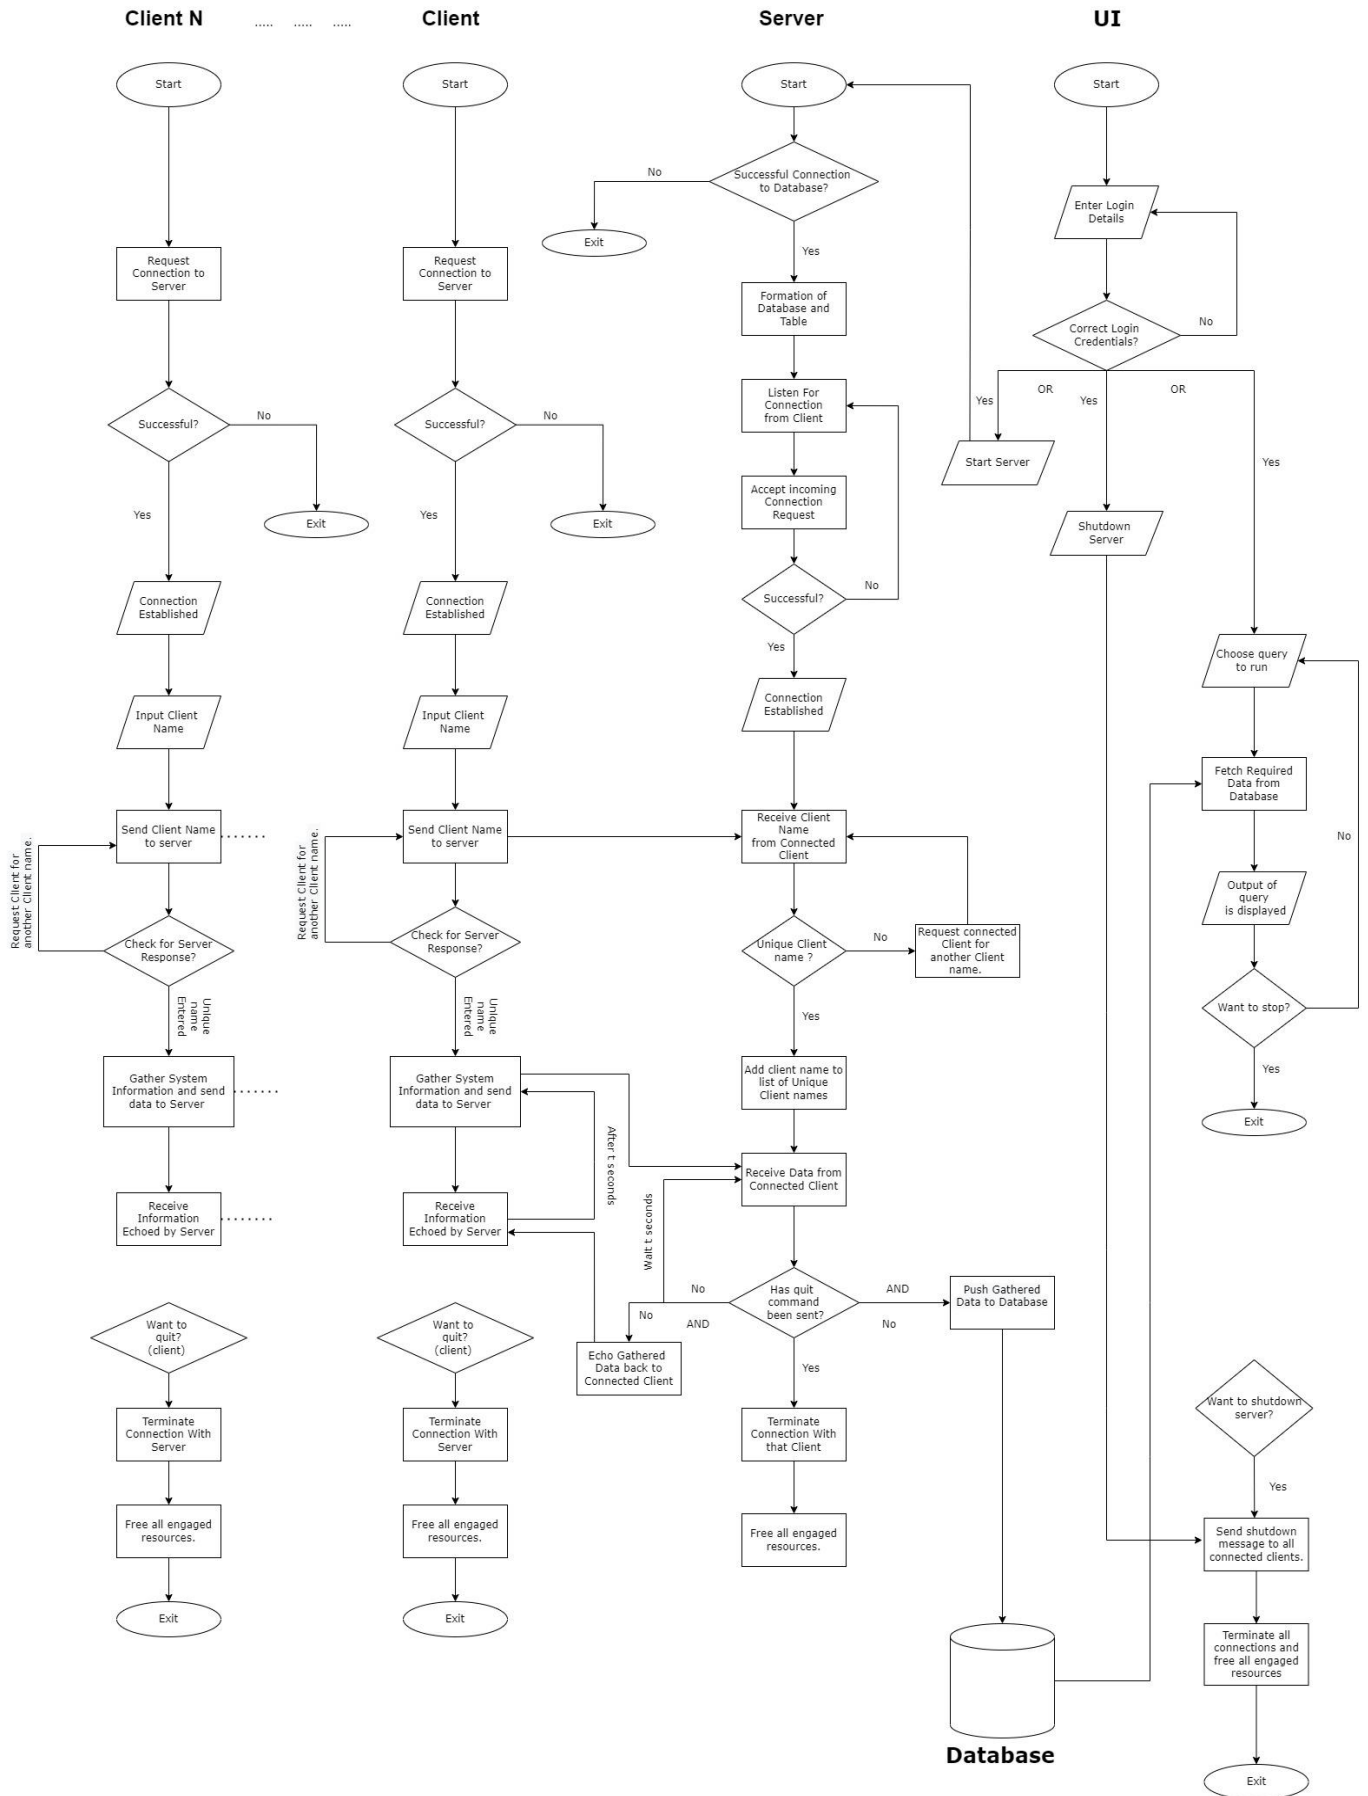 Client N
.....
.....
.....
Client
Server
UI
Start
Start
Start
Start
Successful Connection
to Database?
No
Exit
Yes
Enter Login
Details
Request
Connection to
Server
Request
Connection to
Server
Formation of
Database and
Table
Correct Login
Credentials?
No
OR
OR
Yes
Yes
Yes
Listen For
Connection
from Client
Successful?
No
Successful?
No
Start Server
Accept incoming
Connection
Request
Yes
Exit
Yes
Exit
Shutdown
Server
Successful?
No
Yes
Connection
Established
Connection
Established
Choose query
to run
Connection
Established
Input Client
Name
Input Client
Name
Fetch Required
Data from
Database
No
Send Client Name
to server
.......
Send Client Name
to server
Receive Client
Name
from Connected
Client
Request Client for
another Client name.
Request Client for
another Client name.
Output of
query
is displayed
Check for Server
Response?
Check for Server
Response?
Unique Client
name ?
No
Request connected
Client for
another Client
name.
Unique
name
Entered
Unique
name
Entered
Yes
Want to stop?
Yes
Gather System
Information and send
data to Server
.......
Gather System
Information and send
data to Server
Add client name to
list of Unique
Client names
Exit
After t seconds
Receive Data from
Connected Client
Wait t seconds
Receive
Information
Echoed by Server
........
Receive
Information
Echoed by Server
Has quit
command
been sent?
No
No
AND
AND
No
Push Gathered
Data to Database
Want to
quit?
(client)
Want to
quit?
(client)
Echo Gathered
Data back to
Connected Client
Yes
Want to shutdown
server?
Terminate
Connection With
Server
Terminate
Connection With
Server
Terminate
Connection With
that Client
Yes
Free all engaged
resources.
Free all engaged
resources.
Free all engaged
resources.
Send shutdown
message to all
connected clients.
Exit
Exit
Terminate all
connections and
free all engaged
resources
Database
Exit